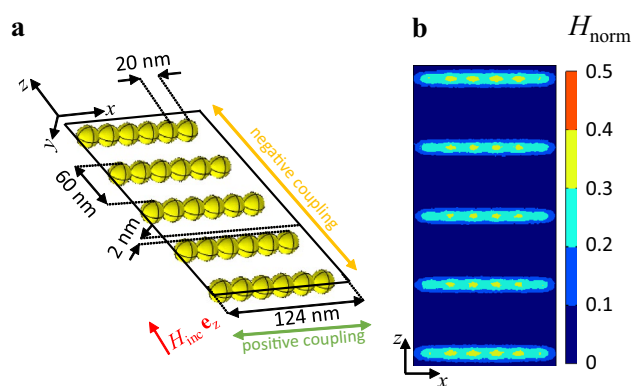 a
20 nm
z
x
y
60 nm
2 nm
negative coupling
124 nm
H_inc e_z
positive coupling
b
H_norm
0.5
0.4
0.3
0.2
0.1
0
z
x